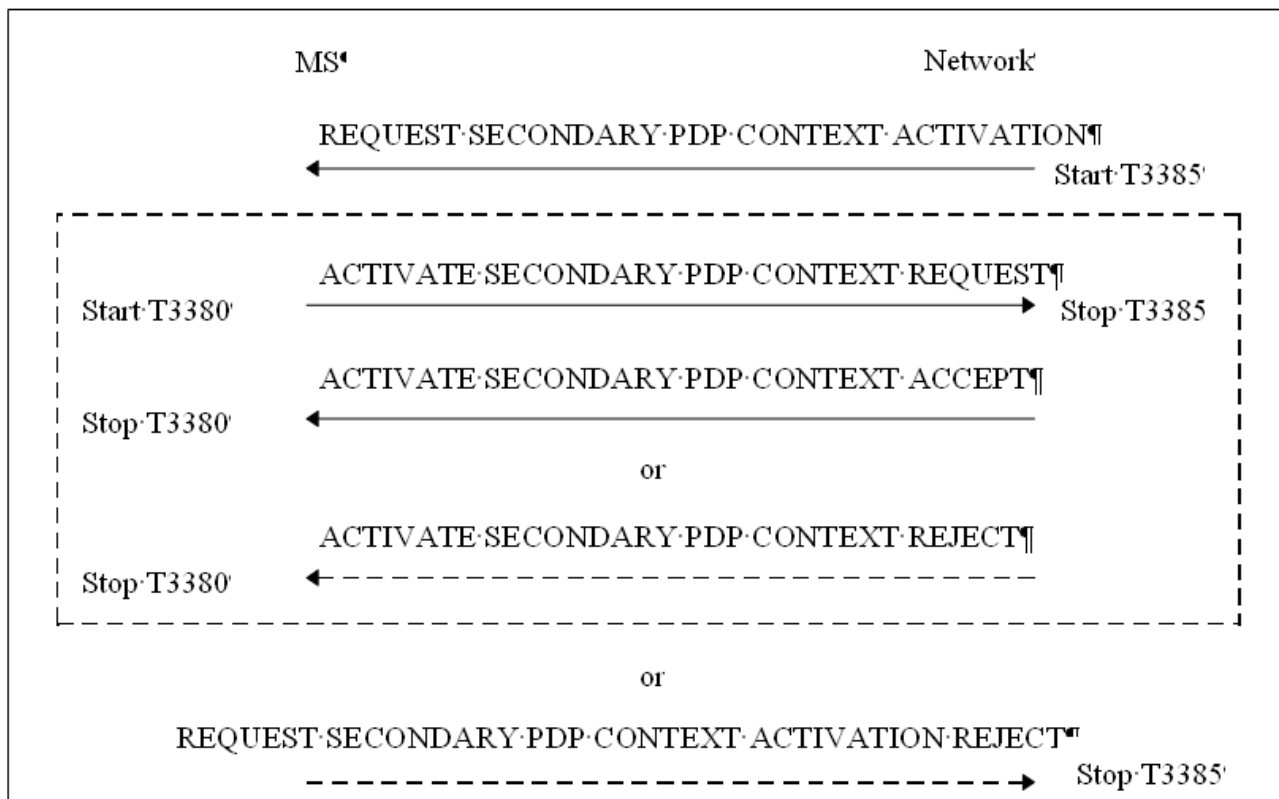 MS
Network
REQUEST·SECONDARY·PDP·CONTEXT·ACTIVATION¶
Start·T3385
ACTIVATE·SECONDARY·PDP·CONTEXT·REQUEST¶
Start·T3380
Stop·T3385
ACTIVATE·SECONDARY·PDP·CONTEXT·ACCEPT¶
Stop·T3380
or
ACTIVATE·SECONDARY·PDP·CONTEXT·REJECT¶
Stop·T3380
or
REQUEST·SECONDARY·PDP·CONTEXT·ACTIVATION·REJECT¶
Stop·T3385